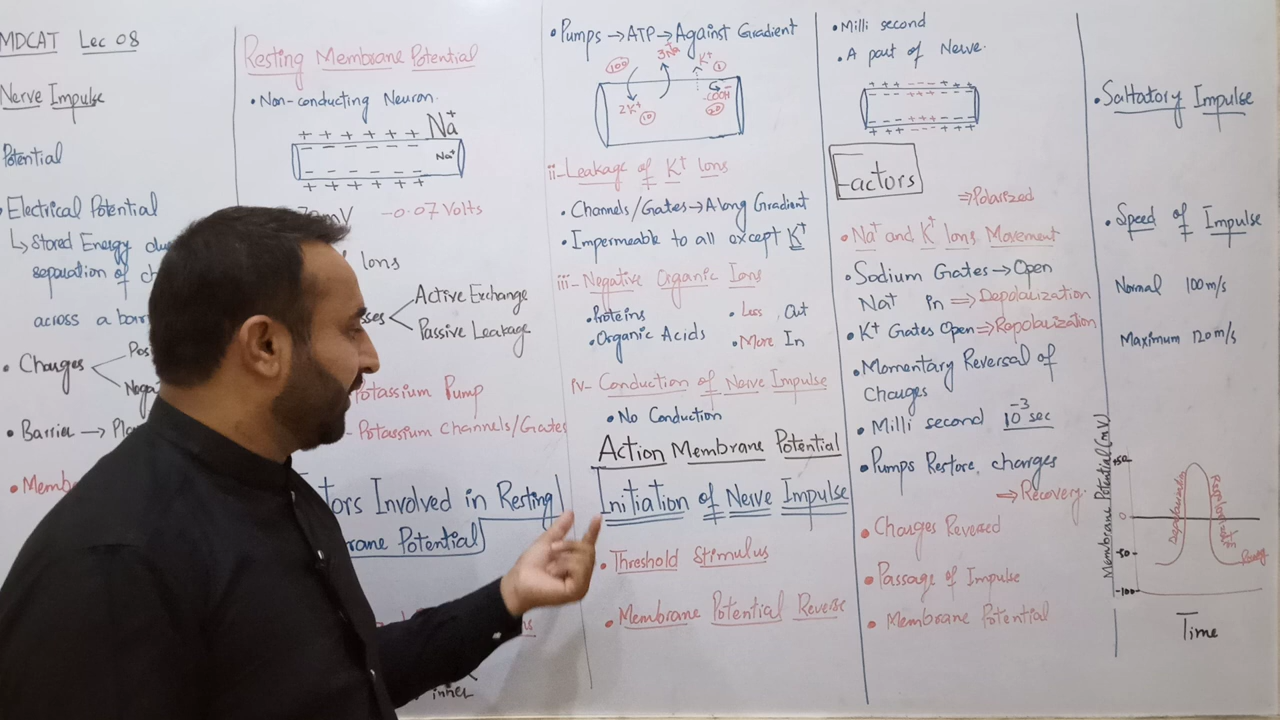 MDCAT Lec 08
Nerve Impulse
Potential
• Electrical Potential
↳ Stored Energy du
separation of ch
across a bar
• Charges
Pos
Nega
• Barrier → Pla
• Memb
Resting Membrane Potential
• Non-conducting Neuron.
+ + + + + + Na⁺
– – – – – – Na⁺
– – – – – –
+ + + + + +
mV -0.07 Volts
Ions
sses
Active Exchange
Passive Leakage
Potassium Pump
- Potassium Channels/Gates
tors Involved in Resting
rane Potential
inner
• Pumps → ATP → Against Gradient
100 3Na⁺ K⁺ 1
2K⁺ 10 -COOH⁻ 20
ii- Leakage of K⁺ Ions
• Channels/Gates → Along Gradient
• Impermeable to all except K⁺
iii- Negative Organic Ions
• Proteins • Less Out
• Organic Acids • More In
iv- Conduction of Nerve Impulse
• No Conduction
Action Membrane Potential
Initiation of Nerve Impulse
• Threshold Stimulus
• Membrane Potential Reverse
• Milli second
• A part of Nerve.
+ + + - - - + + +
- - - + + + - - -
- - - + + + - - -
+ + + - - - + + +
Factors
⇒ Polarized
• Na⁺ and K⁺ Ions Movement
• Sodium Gates → Open
Na⁺ in ⇒ Depolarization
• K⁺ Gates Open ⇒ Repolarization
• Momentary Reversal of
Charges
• Milli second 10⁻³ sec
• Pumps Restore charges
⇒ Recovery.
• Charges Reversed
• Passage of Impulse
• Membrane Potential
• Saltatory Impulse
• Speed of Impulse
Normal 100 m/s
Maximum 120 m/s
Membrane Potential (mV)
+50
0
-50
-100
Depolarization
Time